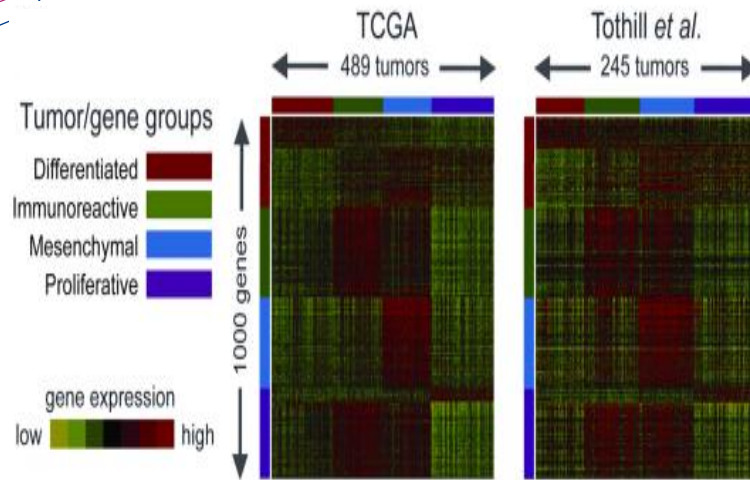 TCGA
489 tumors
Tothill et al.
245 tumors
Tumor/gene groups
Differentiated
Immunoreactive
Mesenchymal
Proliferative
1000 genes
gene expression
low
high